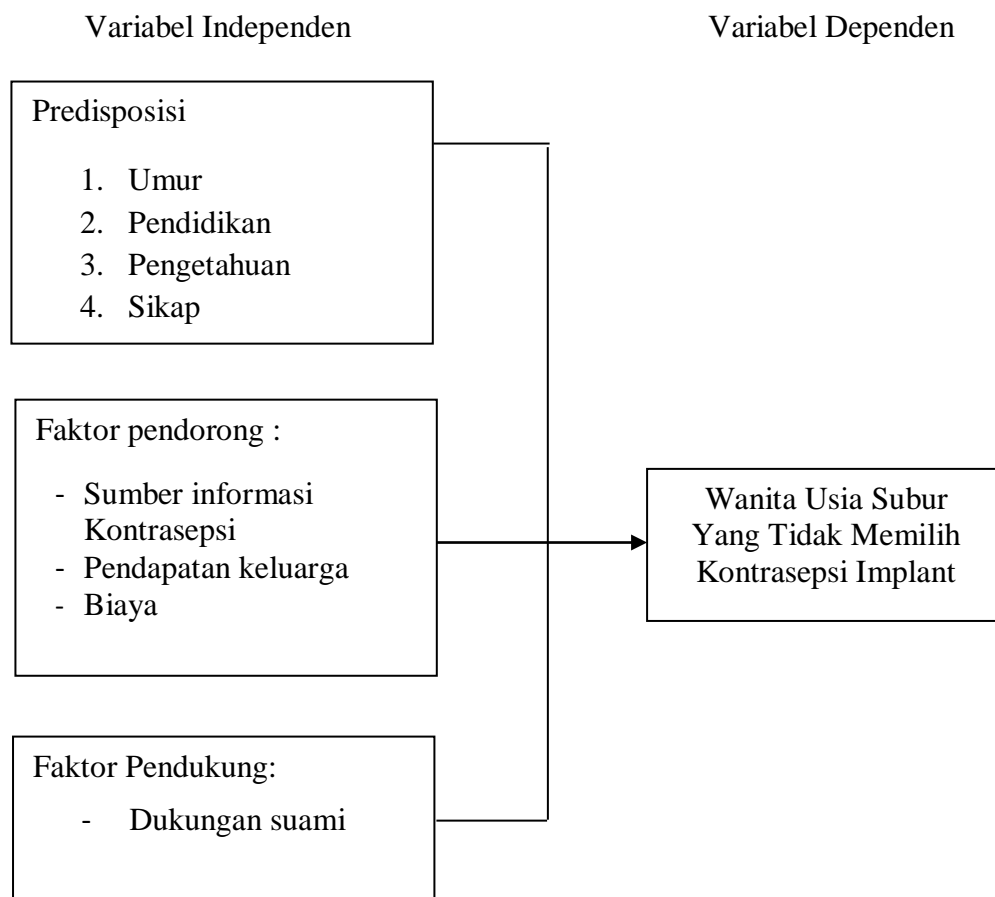 Variabel Independen
Variabel Dependen
Predisposisi
1. Umur
2. Pendidikan
3. Pengetahuan
4. Sikap
Faktor pendorong :
- Sumber informasi
Kontrasepsi
- Pendapatan keluarga
- Biaya
Wanita Usia Subur
Yang Tidak Memilih
Kontrasepsi Implant
Faktor Pendukung:
- Dukungan suami